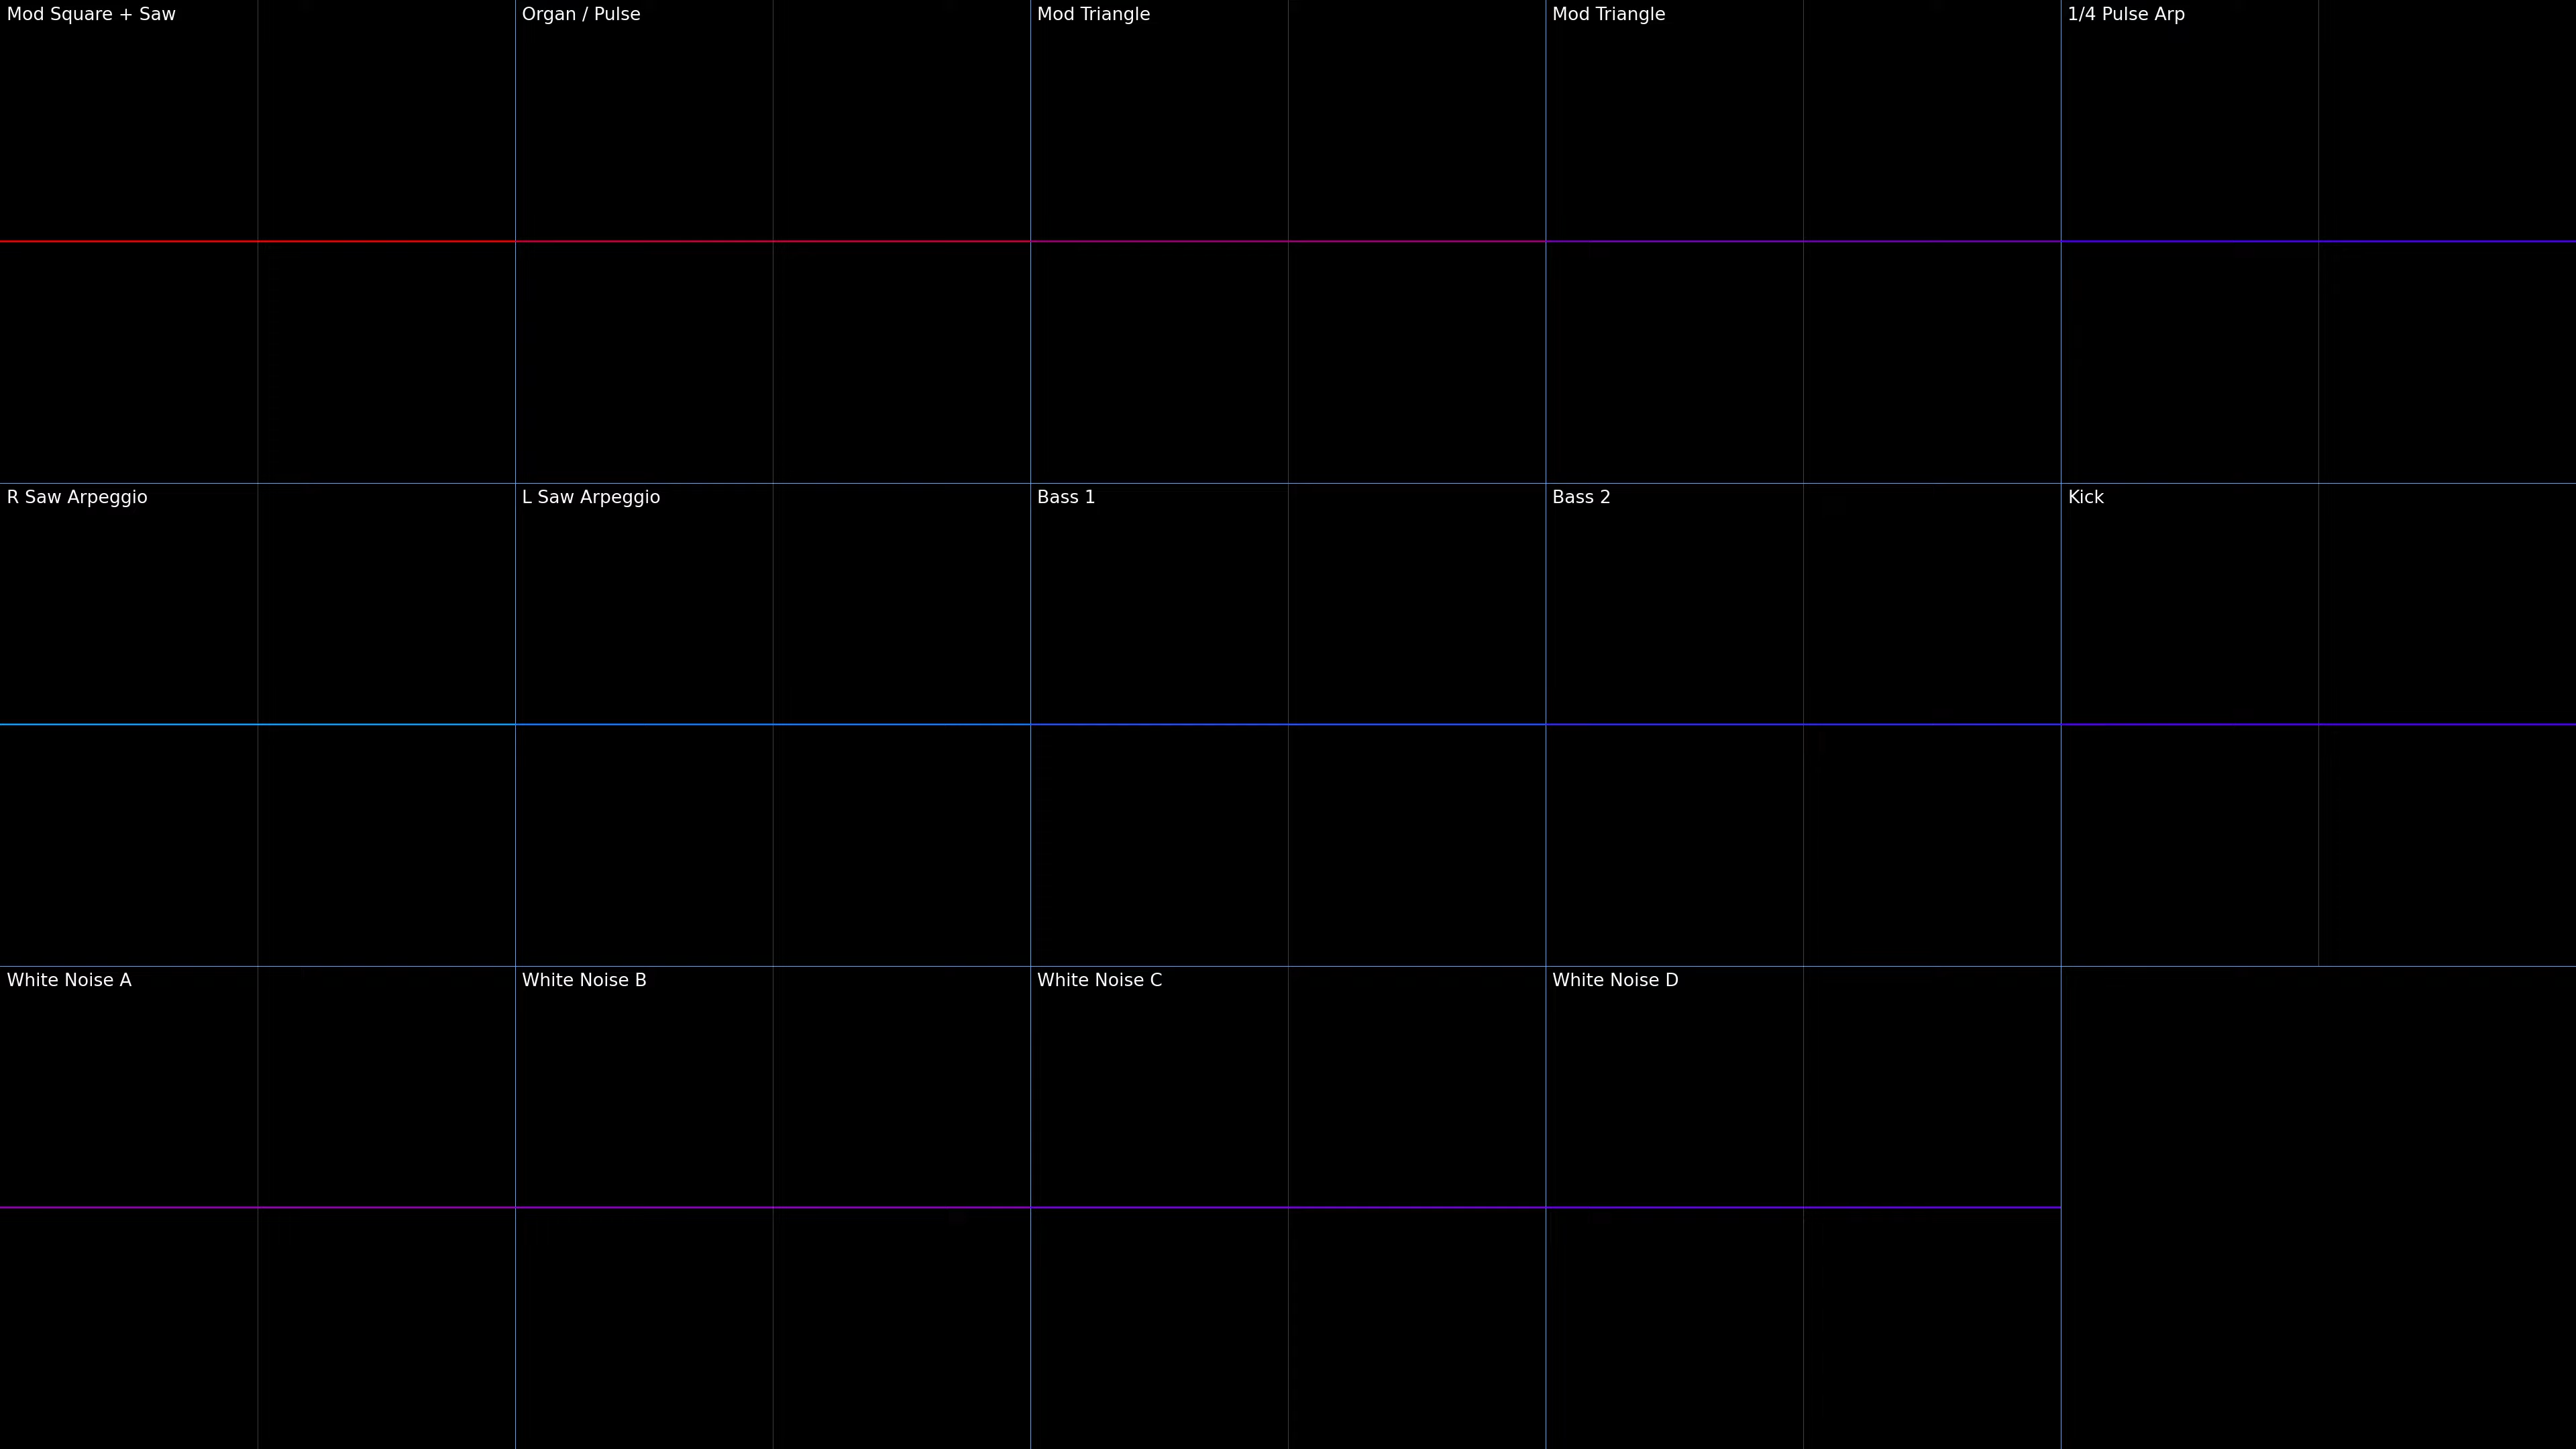 Mod Square + Saw
Organ / Pulse
Mod Triangle
Mod Triangle
1/4 Pulse Arp
R Saw Arpeggio
L Saw Arpeggio
Bass 1
Bass 2
Kick
White Noise A
White Noise B
White Noise C
White Noise D